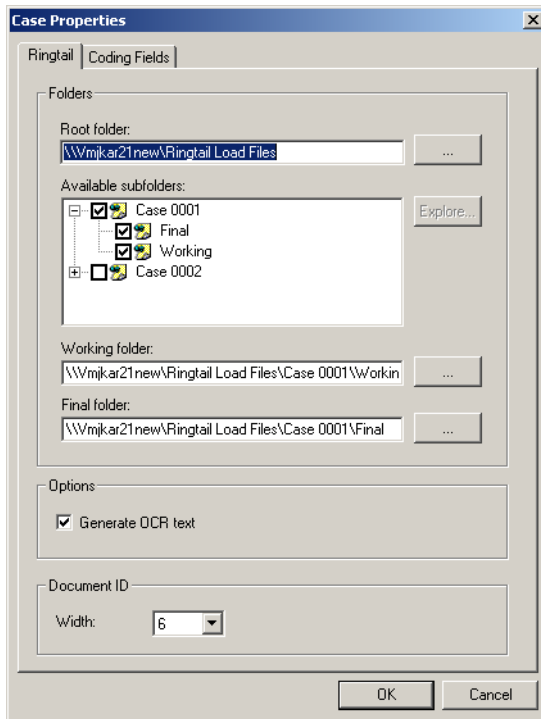 Case Properties
Ringtail
Coding Fields
Folders
Root folder:
\\Vmjkar21new\Ringtail Load Files
...
Available subfolders:
Case 0001
Explore...
Final
Working
Case 0002
Working folder:
\\Vmjkar21new\Ringtail Load Files\Case 0001\Workin
...
Final folder:
\\Vmjkar21new\Ringtail Load Files\Case 0001\Final
...
Options
Generate OCR text
Document ID
Width:
6
OK
Cancel